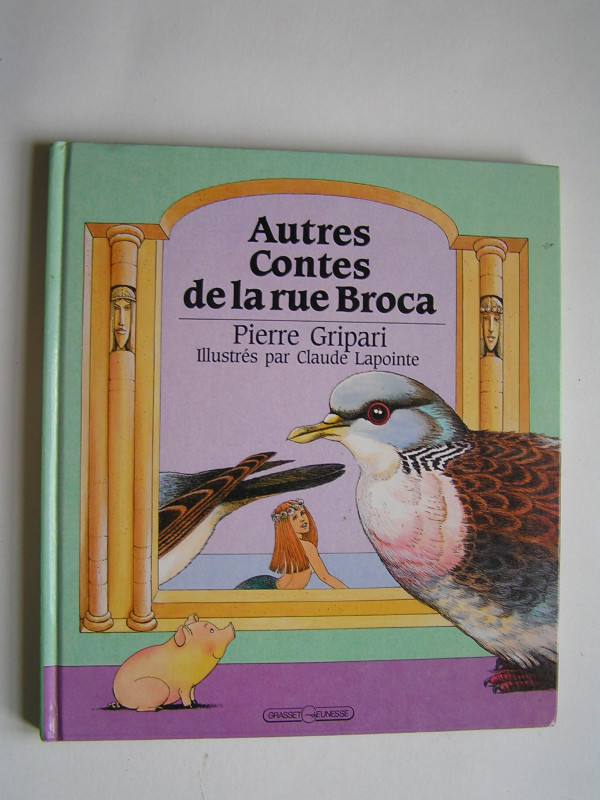 Autres
Contes
de la rue Broca
Pierre Gripari
Illustrés par Claude Lapointe
GRASSET JEUNESSE